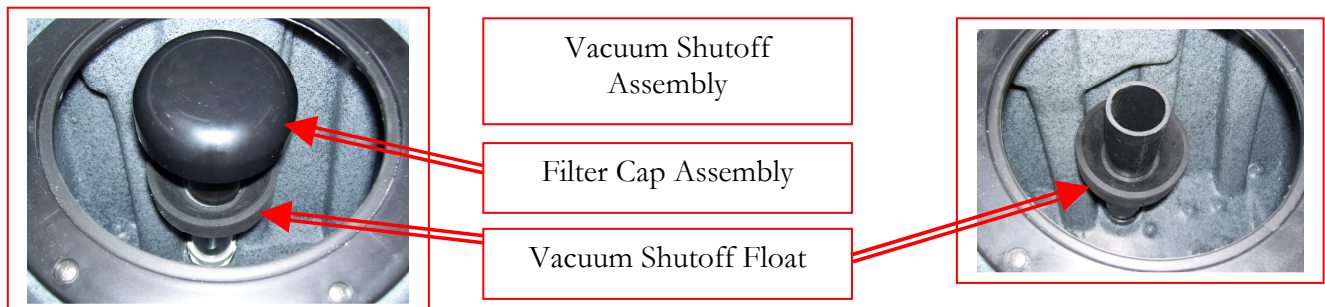 Vacuum Shutoff
Assembly
Filter Cap Assembly
Vacuum Shutoff Float